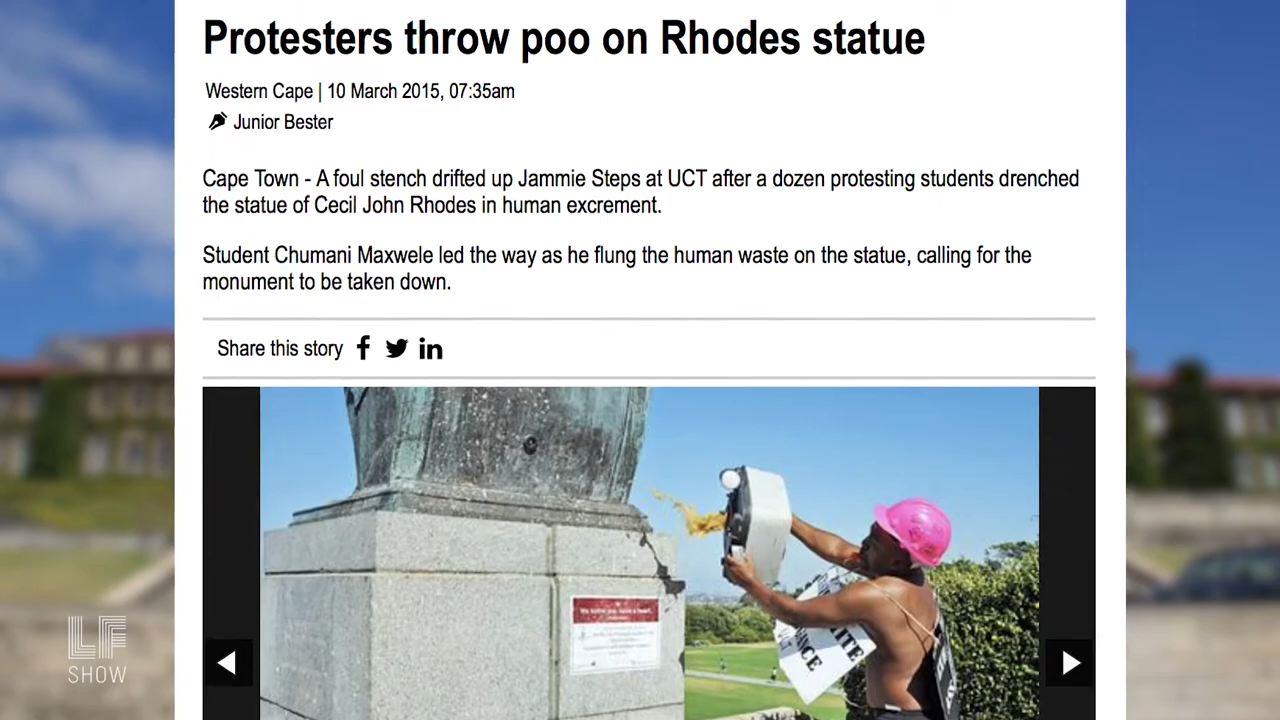 Protesters throw poo on Rhodes statue
Western Cape | 10 March 2015, 07:35am
Junior Bester
Cape Town - A foul stench drifted up Jammie Steps at UCT after a dozen protesting students drenched
the statue of Cecil John Rhodes in human excrement.
Student Chumani Maxwele led the way as he flung the human waste on the statue, calling for the
monument to be taken down.
Share this story
LF
SHOW